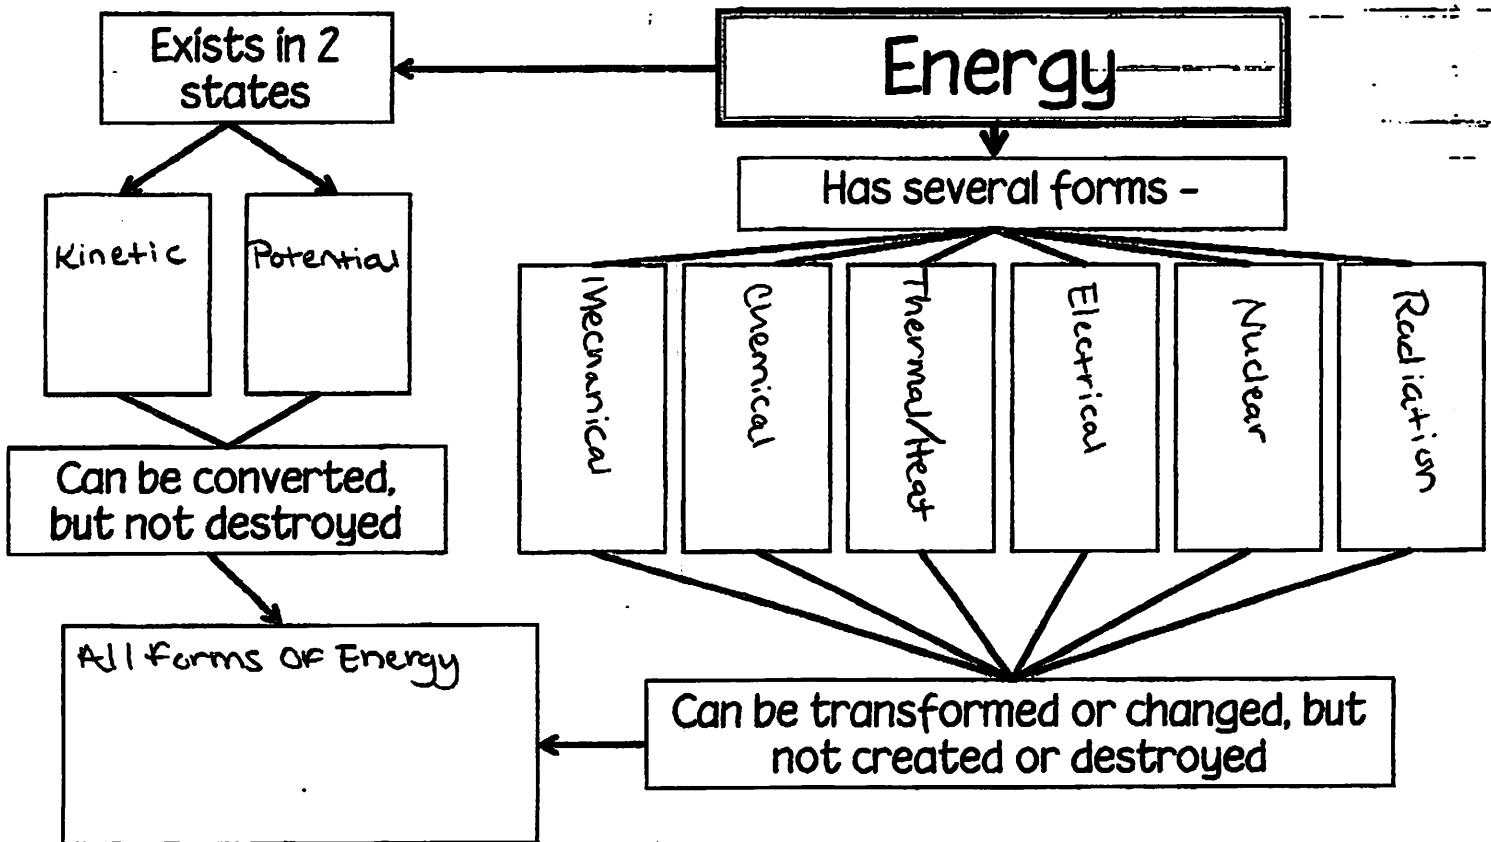 Energy
Exists in 2
states
Has several forms -
Kinetic
Potential
Mechanical
Chemical
Thermal/Heat
Electrical
Nuclear
Radiation
Can be converted,
but not destroyed
All forms of Energy
Can be transformed or changed, but
not created or destroyed